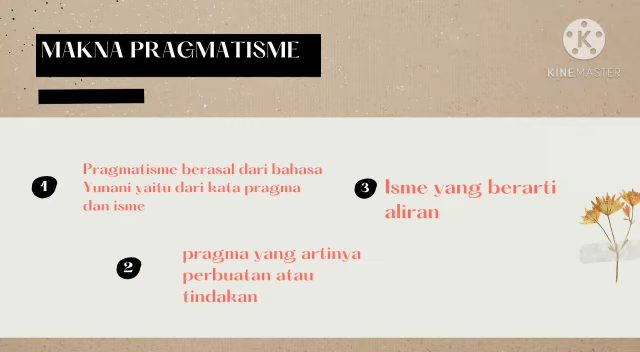 MAKNA PRAGMATISME
KINEMASTER
1
Pragmatisme berasal dari bahasa
Yunani yaitu dari kata pragma
dan isme
2
pragma yang artinya
perbuatan atau
tindakan
3
Isme yang berarti
aliran